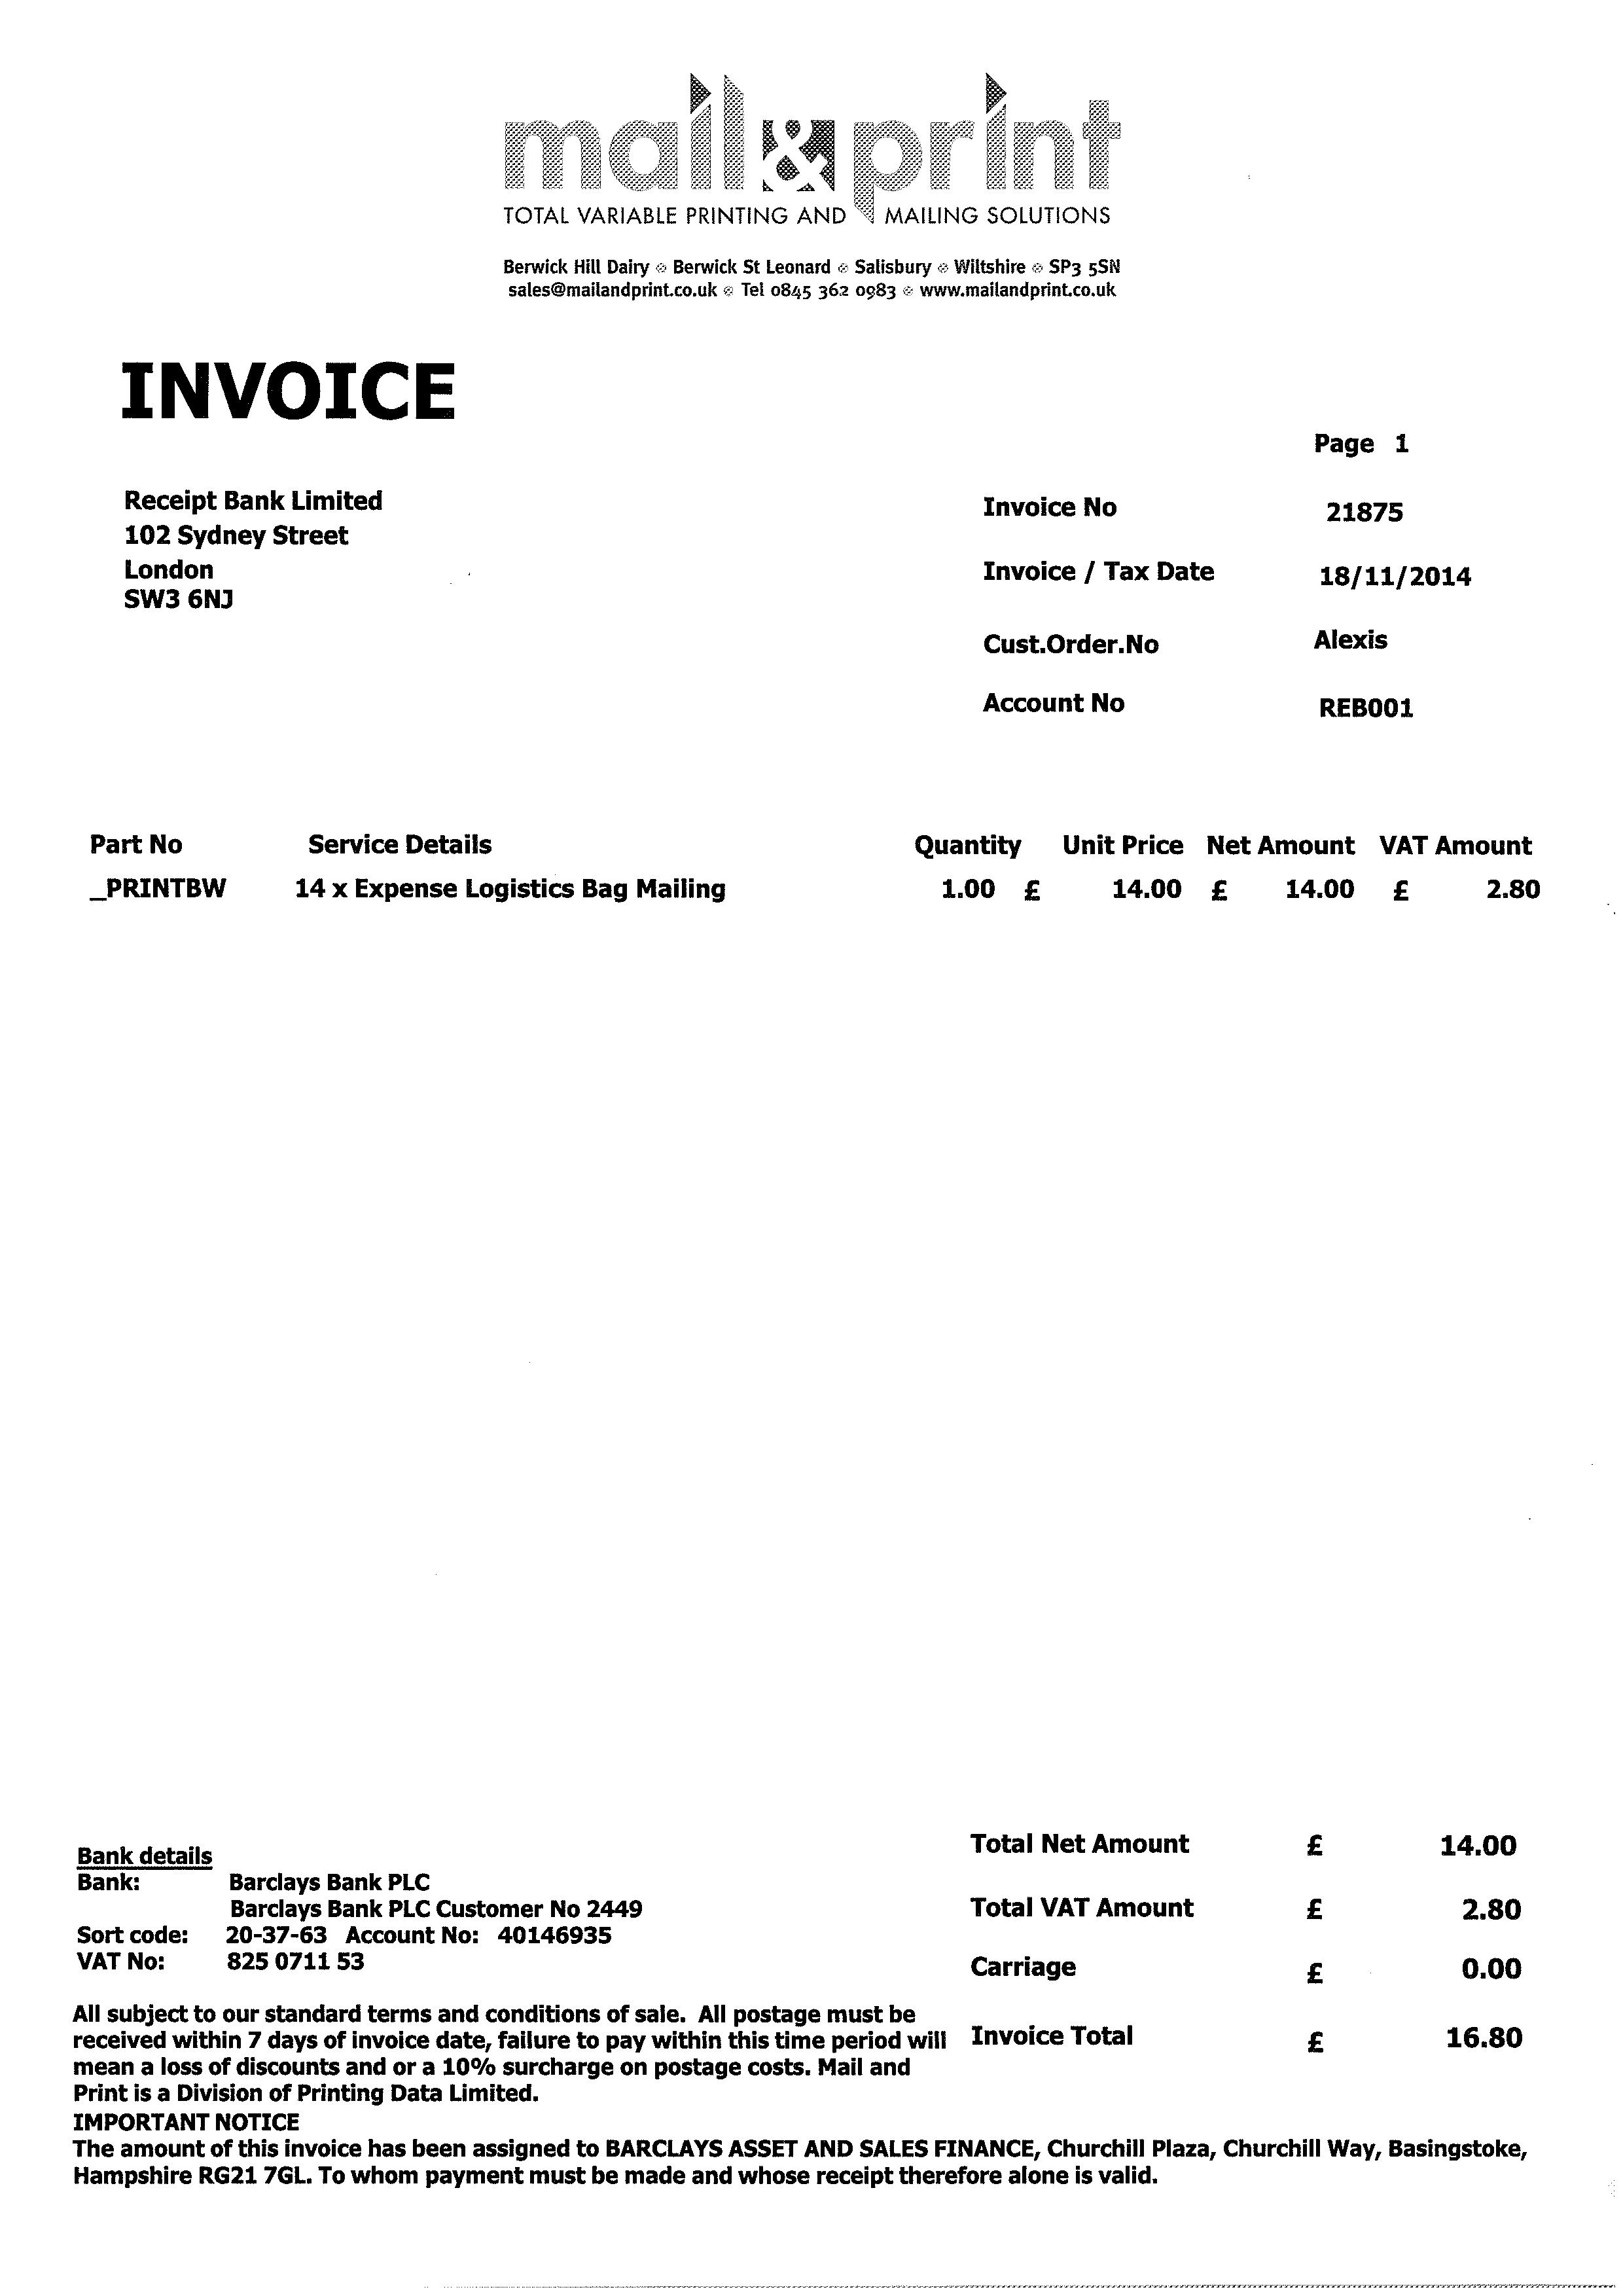 mail&print
TOTAL VARIABLE PRINTING AND MAILING SOLUTIONS
Berwick Hill Dairy Berwick St Leonard Salisbury Wiltshire SP3 5SN
sales@mailandprint.co.uk Tel 0845 362 0983 www.mailandprint.co.uk
INVOICE
Page 1
Receipt Bank Limited
102 Sydney Street
London
SW3 6NJ
Invoice No 21875
Invoice / Tax Date 18/11/2014
Cust.Order.No Alexis
Account No REB001
Part No Service Details Quantity Unit Price Net Amount VAT Amount
_PRINTBW 14 x Expense Logistics Bag Mailing 1.00 £ 14.00 £ 14.00 £ 2.80
Bank details
Bank: Barclays Bank PLC
Barclays Bank PLC Customer No 2449
Sort code: 20-37-63 Account No: 40146935
VAT No: 825 0711 53
Total Net Amount £ 14.00
Total VAT Amount £ 2.80
Carriage £ 0.00
Invoice Total £ 16.80
All subject to our standard terms and conditions of sale. All postage must be
received within 7 days of invoice date, failure to pay within this time period will
mean a loss of discounts and or a 10% surcharge on postage costs. Mail and
Print is a Division of Printing Data Limited.
IMPORTANT NOTICE
The amount of this invoice has been assigned to BARCLAYS ASSET AND SALES FINANCE, Churchill Plaza, Churchill Way, Basingstoke,
Hampshire RG21 7GL. To whom payment must be made and whose receipt therefore alone is valid.